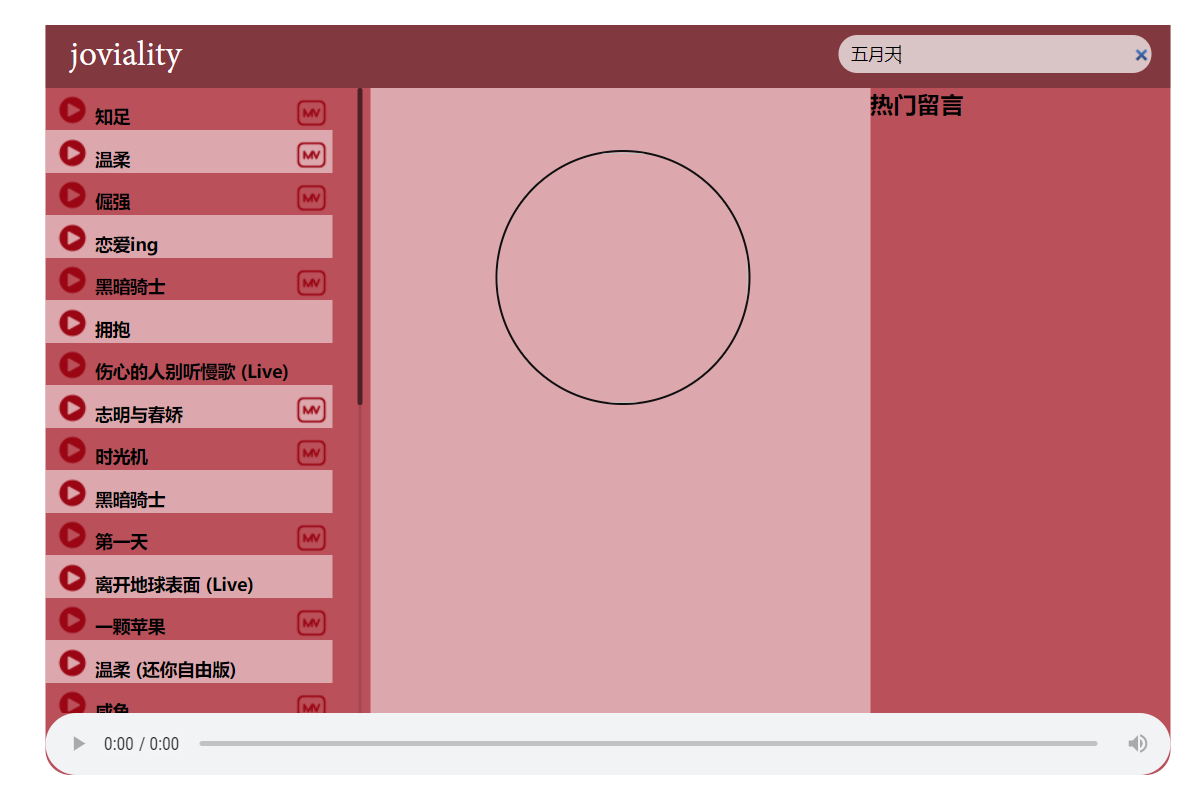 joviality
五月天
知足
MV
温柔
MV
倔强
MV
恋爱ing
黑暗骑士
MV
拥抱
伤心的人别听慢歌 (Live)
志明与春娇
MV
时光机
MV
黑暗骑士
第一天
MV
离开地球表面 (Live)
一颗苹果
MV
温柔 (还你自由版)
咸鱼
MV
热门留言
0:00 / 0:00